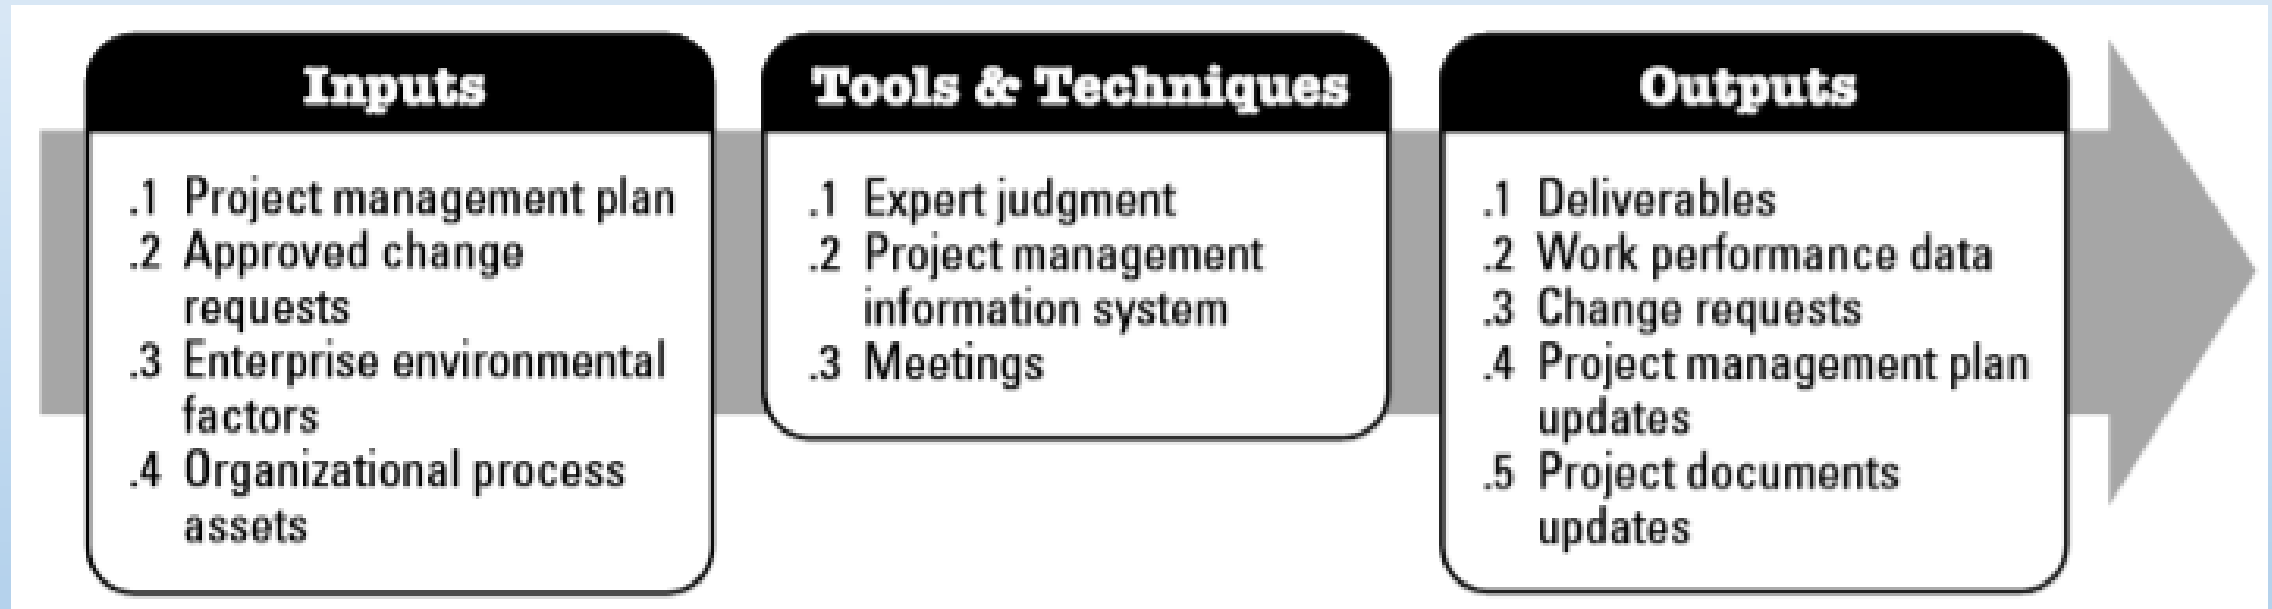 Inputs
.1 Project management plan
.2 Approved change
requests
.3 Enterprise environmental
factors
.4 Organizational process
assets
Tools & Techniques
.1 Expert judgment
.2 Project management
information system
.3 Meetings
Outputs
.1 Deliverables
.2 Work performance data
.3 Change requests
.4 Project management plan
updates
.5 Project documents
updates